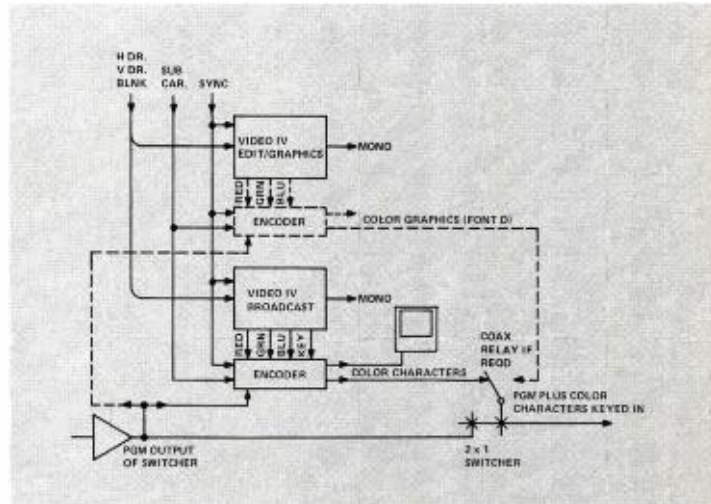 H DR.
V DR.
BLNK
SUB
CAR.
SYNC
VIDEO IV
EDIT/GRAPHICS
MONO
RED
GRN
BLU
ENCODER
COLOR GRAPHICS (FONT D)
VIDEO IV
BROADCAST
MONO
RED
GRN
BLU
KEY
ENCODER
COLOR CHARACTERS
COAX
RELAY IF
REQD
PGM PLUS COLOR
CHARACTERS KEYED IN
PGM OUTPUT
OF SWITCHER
2 x 1
SWITCHER